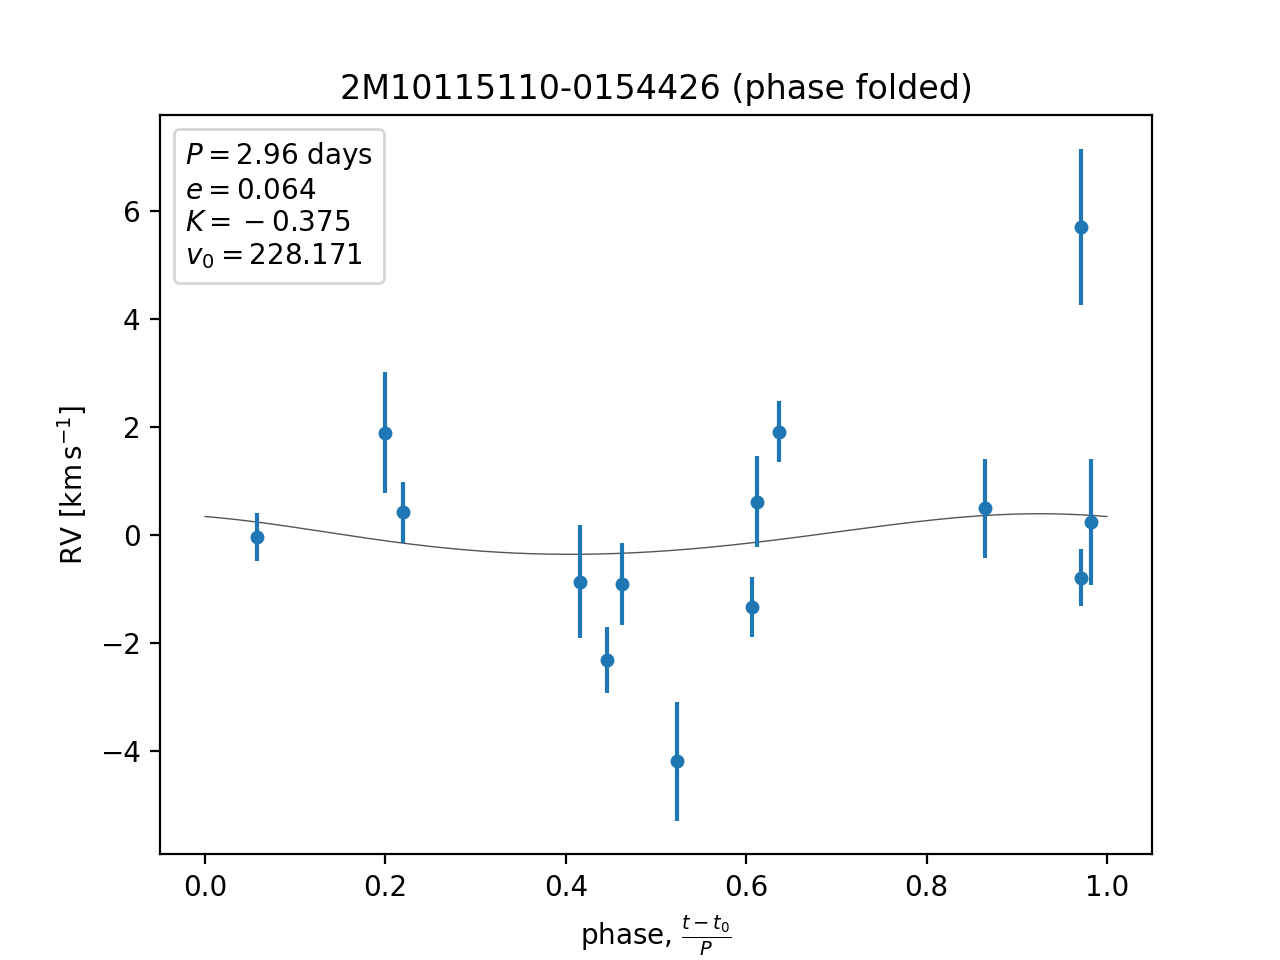 2M10115110-0154426 (phase folded)
P = 2.96 days
e = 0.064
K = −0.375
v₀ = 228.171
RV [km s⁻¹]
6
4
2
0
−2
−4
0.0 0.2 0.4 0.6 0.8 1.0
phase, (t − t₀)/P